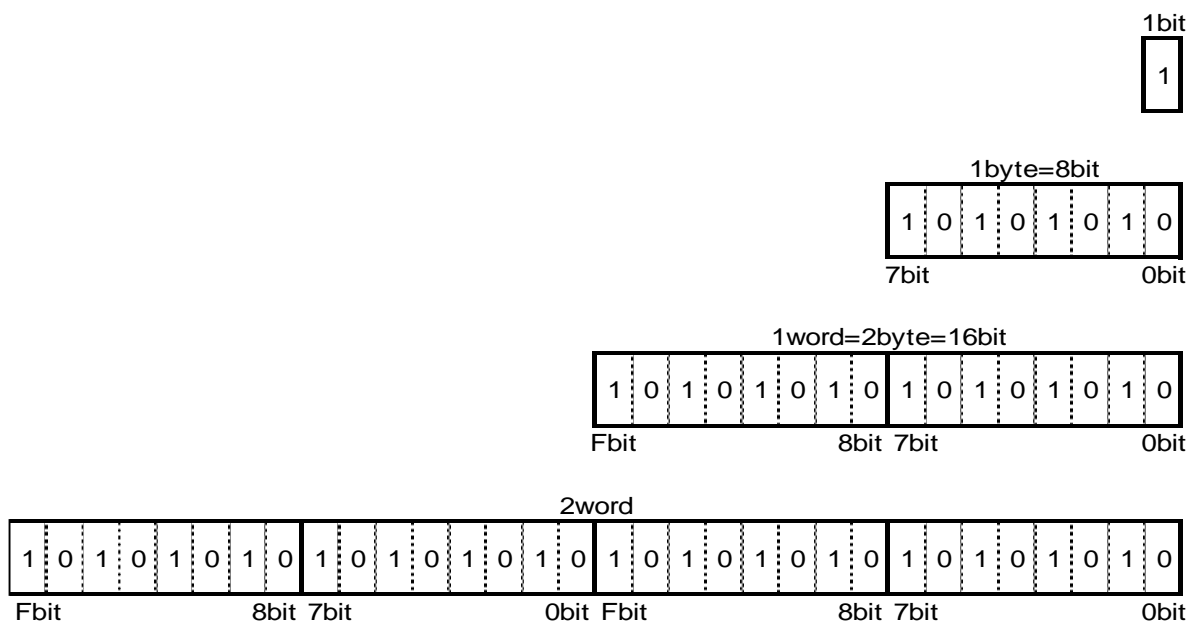 1bit
1
1byte=8bit
1 0 1 0 1 0 1 0
7bit 0bit
1word=2byte=16bit
1 0 1 0 1 0 1 0 1 0 1 0 1 0 1 0
Fbit 8bit 7bit 0bit
2word
1 0 1 0 1 0 1 0 1 0 1 0 1 0 1 0 1 0 1 0 1 0 1 0 1 0 1 0 1 0 1 0
Fbit 8bit 7bit 0bit Fbit 8bit 7bit 0bit